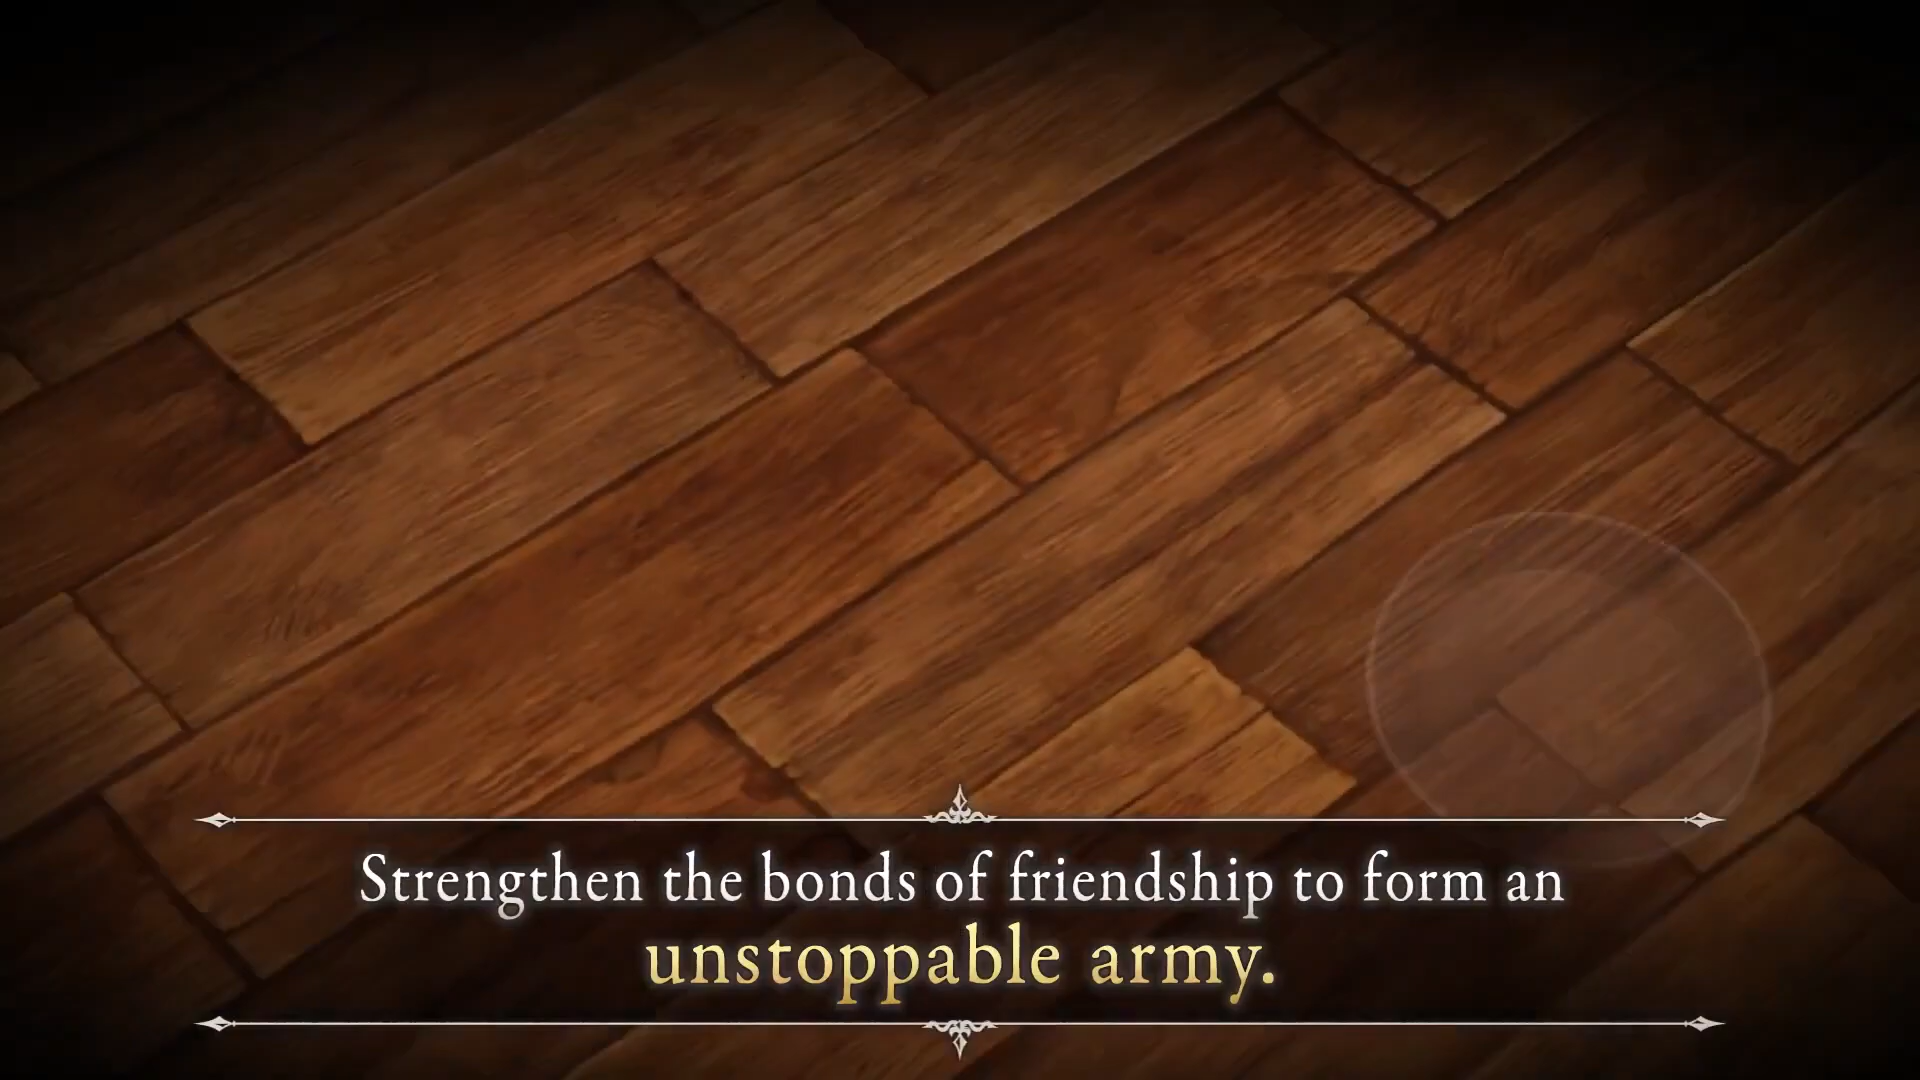 Strengthen the bonds of friendship to form an
unstoppable army.